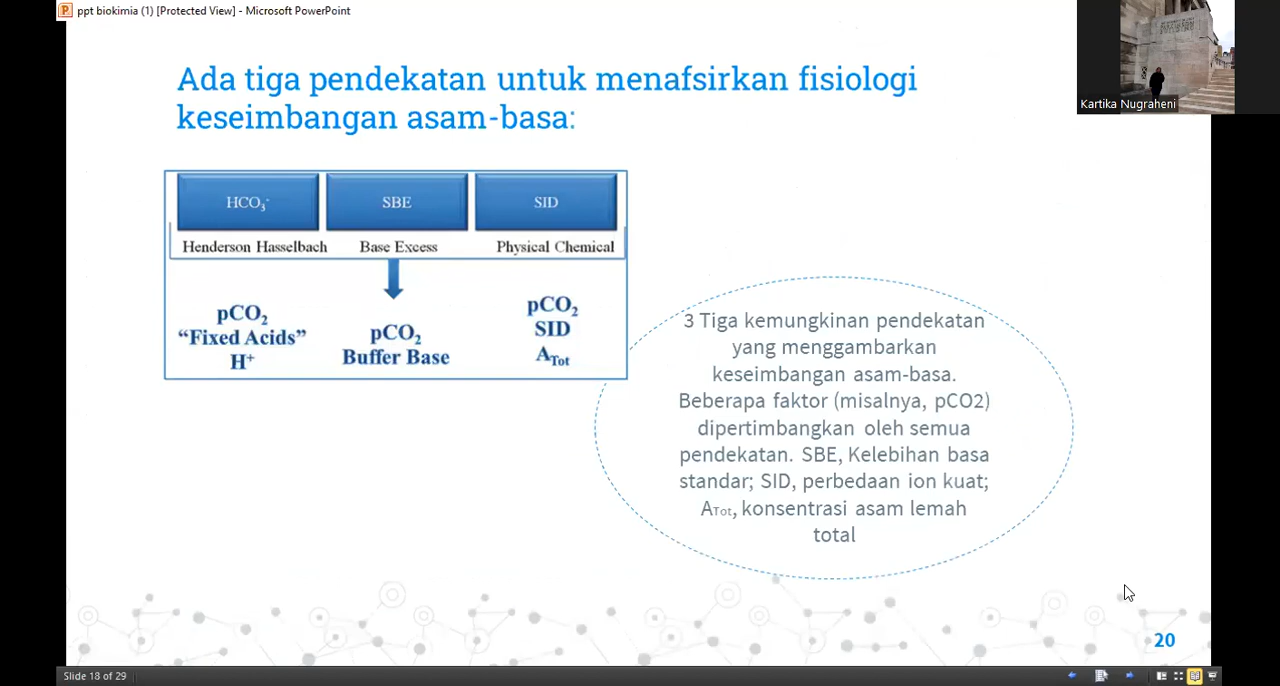 ppt biokimia (1) [Protected View] - Microsoft PowerPoint
Kartika Nugraheni
Ada tiga pendekatan untuk menafsirkan fisiologi
keseimbangan asam-basa:
HCO₃⁻
SBE
SID
Henderson Hasselbach
Base Excess
Physical Chemical
pCO₂
“Fixed Acids”
H⁺
pCO₂
Buffer Base
pCO₂
SID
A_Tot
3 Tiga kemungkinan pendekatan
yang menggambarkan
keseimbangan asam-basa.
Beberapa faktor (misalnya, pCO2)
dipertimbangkan oleh semua
pendekatan. SBE, Kelebihan basa
standar; SID, perbedaan ion kuat;
ATot, konsentrasi asam lemah
total
20
Slide 18 of 29